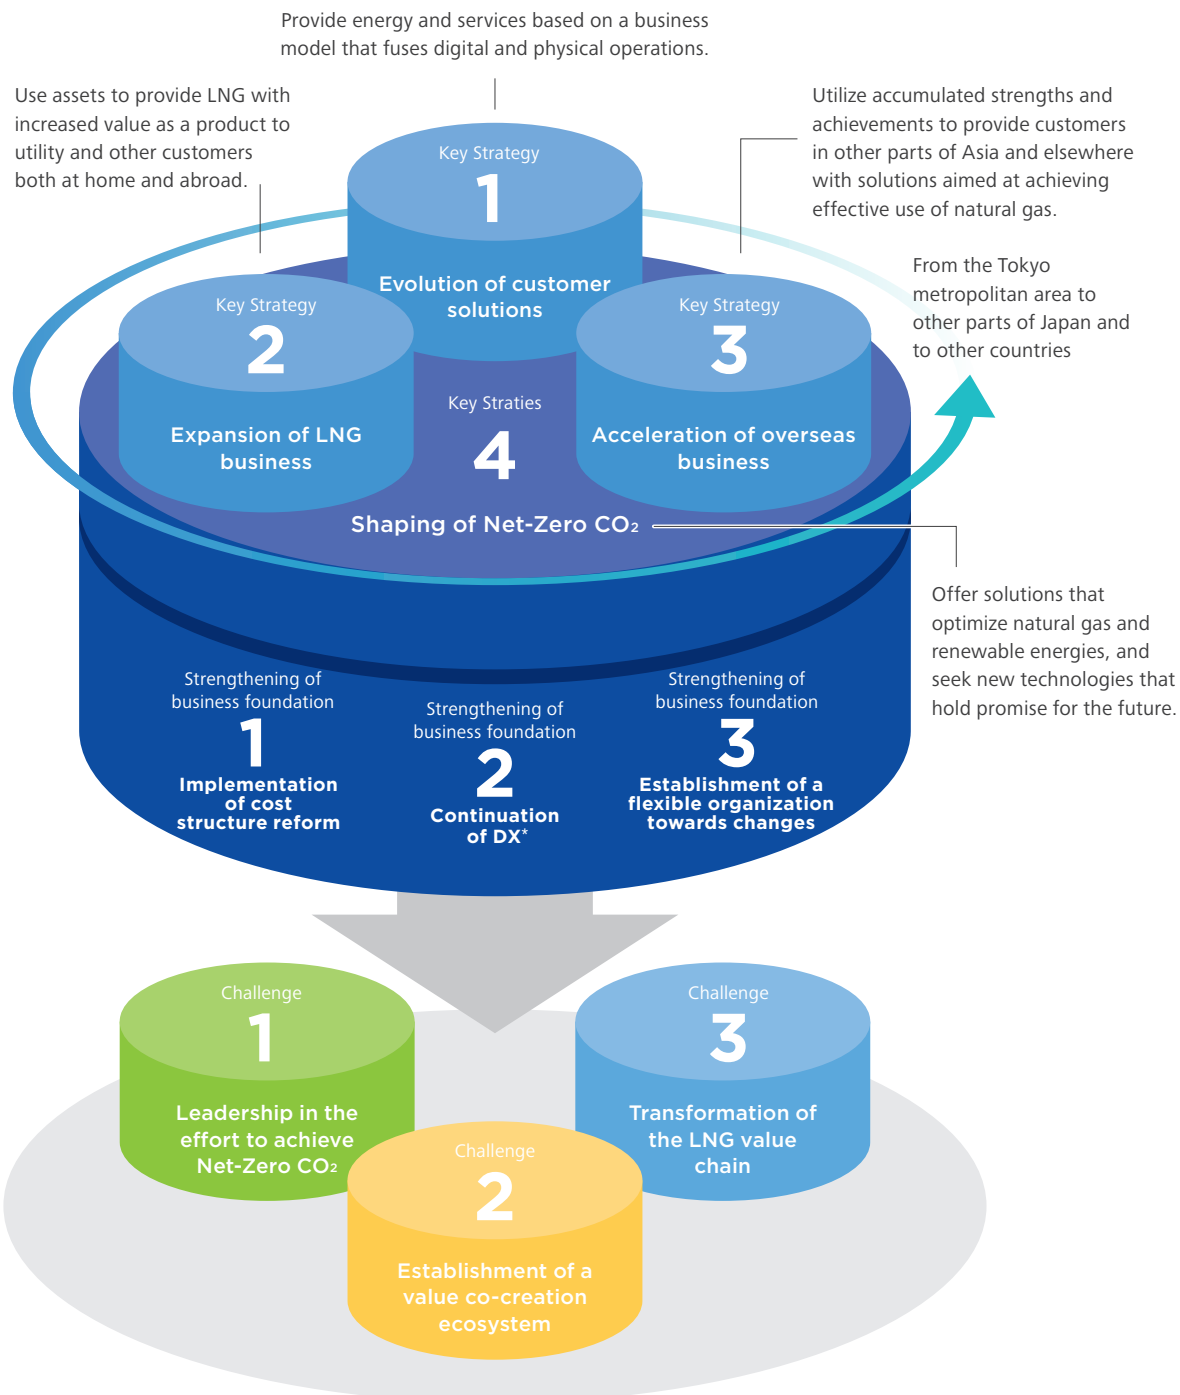 Provide energy and services based on a business
model that fuses digital and physical operations.
Use assets to provide LNG with
increased value as a product to
utility and other customers
both at home and abroad.
Utilize accumulated strengths and
achievements to provide customers
in other parts of Asia and elsewhere
with solutions aimed at achieving
effective use of natural gas.
Key Strategy
1
Evolution of customer
solutions
From the Tokyo
metropolitan area to
other parts of Japan and
to other countries
Key Strategy
2
Expansion of LNG
business
Key Strategy
3
Acceleration of overseas
business
Key Straties
4
Shaping of Net-Zero CO₂
Offer solutions that
optimize natural gas and
renewable energies, and
seek new technologies that
hold promise for the future.
Strengthening of
business foundation
1
Implementation
of cost
structure reform
Strengthening of
business foundation
2
Continuation
of DX*
Strengthening of
business foundation
3
Establishment of a
flexible organization
towards changes
Challenge
1
Leadership in the
effort to achieve
Net-Zero CO₂
Challenge
2
Establishment of a
value co-creation
ecosystem
Challenge
3
Transformation of
the LNG value
chain